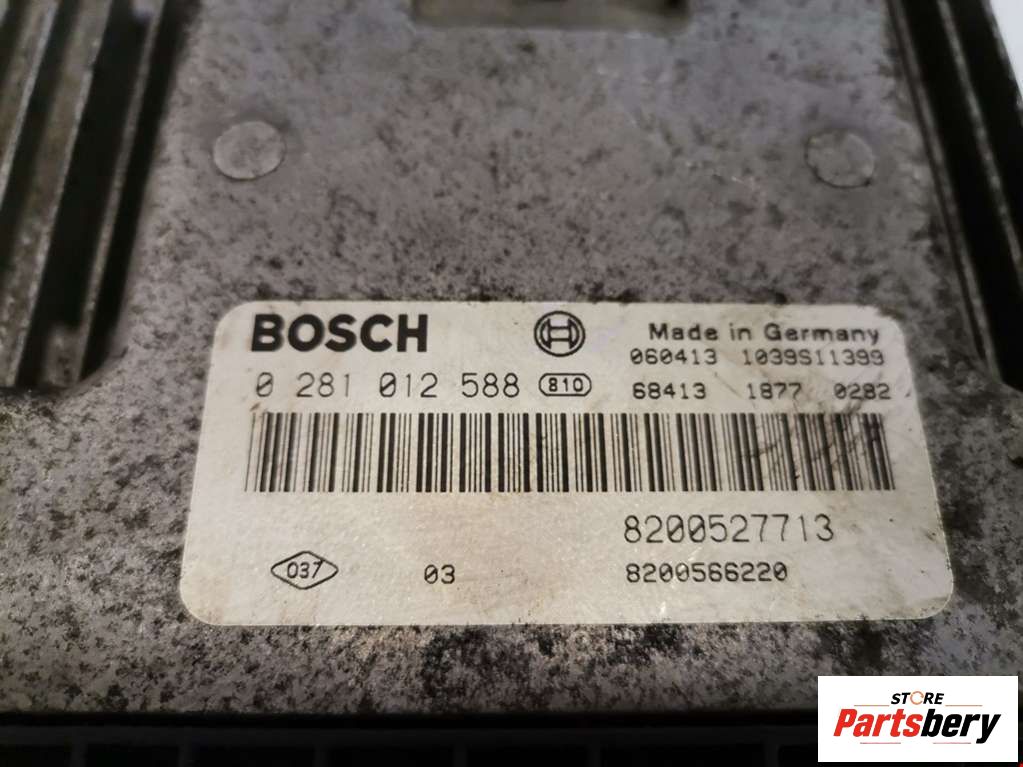 BOSCH
Made in Germany
060413 1039S11399
0 281 012 588 810
68413 1877 0282
8200527713
037 03 8200566220
STORE
Partsbery